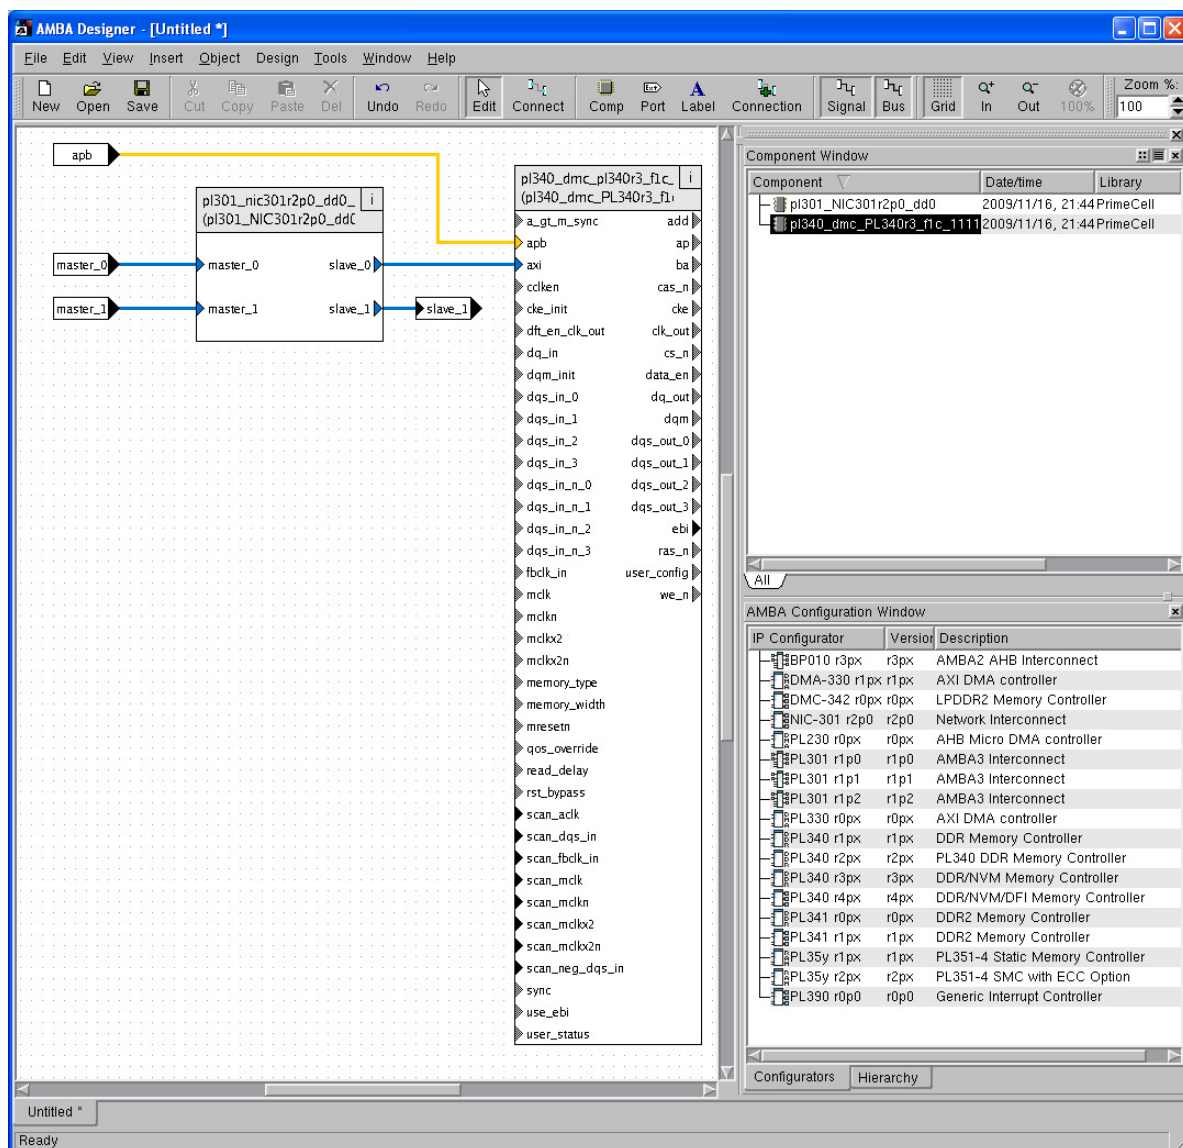 AMBA Designer - [Untitled *]
File Edit View Insert Object Design Tools Window Help
New Open Save Cut Copy Paste Del Undo Redo Edit Connect Comp Port Label Connection Signal Bus Grid In Out 100% Zoom %: 100
apb
master_0
master_1
pl301_nic301r2p0_dd0_ i
(pl301_NIC301r2p0_dd0
master_0 slave_0
master_1 slave_1
slave_1
pl340_dmc_pl340r3_f1c_ i
(pl340_dmc_PL340r3_f1
a_gt_m_sync add
apb ap
axi ba
cclken cas_n
cke_init cke
dft_en_clk_out clk_out
dq_in cs_n
dqm_init data_en
dqs_in_0 dq_out
dqs_in_1 dqm
dqs_in_2 dqs_out_0
dqs_in_3 dqs_out_1
dqs_in_n_0 dqs_out_2
dqs_in_n_1 dqs_out_3
dqs_in_n_2 ebi
dqs_in_n_3 ras_n
fbclk_in user_config
mclk we_n
mclkn
mclkx2
mclkx2n
memory_type
memory_width
mresetn
qos_override
read_delay
rst_bypass
scan_aclk
scan_dqs_in
scan_fbclk_in
scan_mclk
scan_mclkn
scan_mclkx2
scan_mclkx2n
scan_neg_dqs_in
sync
use_ebi
user_status
Component Window
Component Date/time Library
pl301_NIC301r2p0_dd0 2009/11/16, 21:44 PrimeCell
pl340_dmc_PL340r3_f1c_1111 2009/11/16, 21:44 PrimeCell
All
AMBA Configuration Window
IP Configurator Version Description
BP010 r3px r3px AMBA2 AHB Interconnect
DMA-330 r1px r1px AXI DMA controller
DMC-342 r0px r0px LPDDR2 Memory Controller
NIC-301 r2p0 r2p0 Network Interconnect
PL230 r0px r0px AHB Micro DMA controller
PL301 r1p0 r1p0 AMBA3 Interconnect
PL301 r1p1 r1p1 AMBA3 Interconnect
PL301 r1p2 r1p2 AMBA3 Interconnect
PL330 r0px r0px AXI DMA controller
PL340 r1px r1px DDR Memory Controller
PL340 r2px r2px PL340 DDR Memory Controller
PL340 r3px r3px DDR/NVM Memory Controller
PL340 r4px r4px DDR/NVM/DFI Memory Controller
PL341 r0px r0px DDR2 Memory Controller
PL341 r1px r1px DDR2 Memory Controller
PL35y r1px r1px PL351-4 Static Memory Controller
PL35y r2px r2px PL351-4 SMC with ECC Option
PL390 r0p0 r0p0 Generic Interrupt Controller
Configurators Hierarchy
Untitled *
Ready